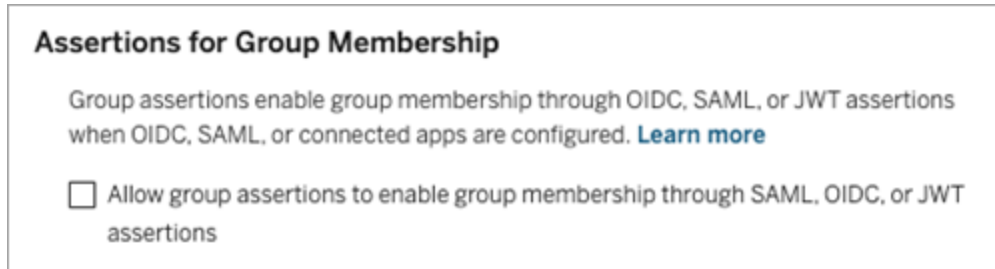 Assertions for Group Membership
Group assertions enable group membership through OIDC, SAML, or JWT assertions
when OIDC, SAML, or connected apps are configured. Learn more
Allow group assertions to enable group membership through SAML, OIDC, or JWT
assertions